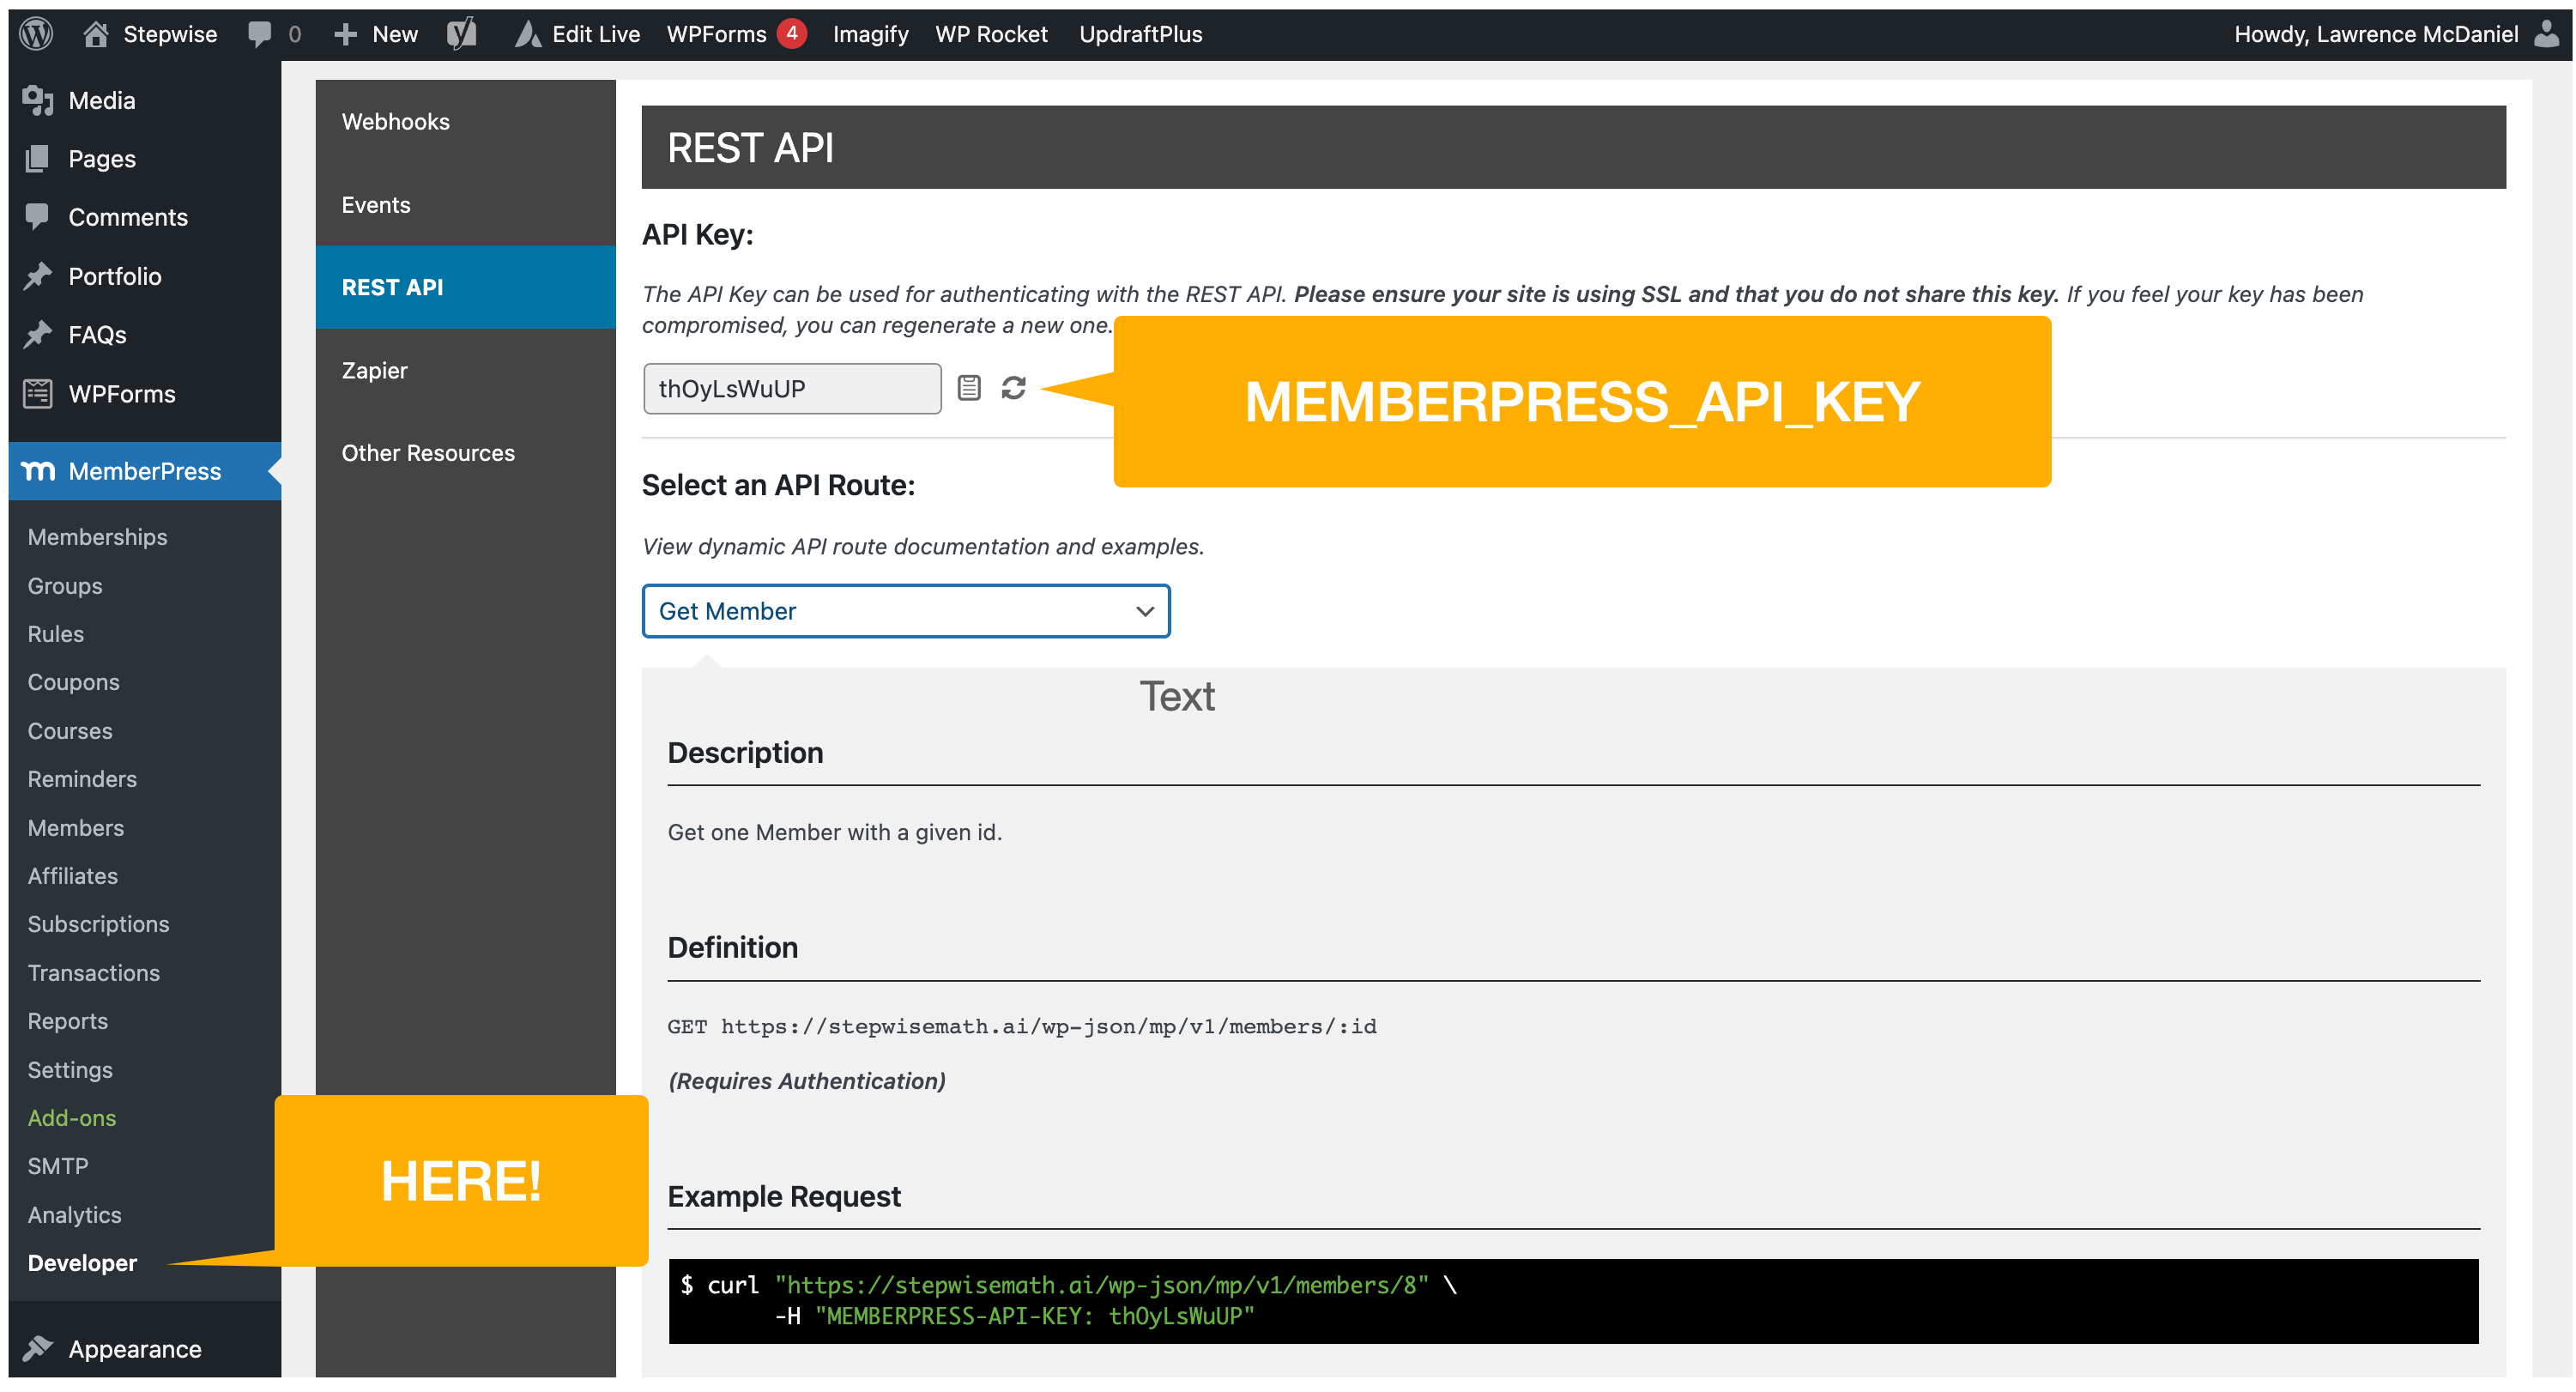 Stepwise 0 New Edit Live WPForms 4 Imagify WP Rocket UpdraftPlus Howdy, Lawrence McDaniel
Media
Pages
Comments
Portfolio
FAQs
WPForms
MemberPress
Memberships
Groups
Rules
Coupons
Courses
Reminders
Members
Affiliates
Subscriptions
Transactions
Reports
Settings
Add-ons
SMTP
Analytics
Developer
Appearance
HERE!
Webhooks
Events
REST API
Zapier
Other Resources
REST API
API Key:
The API Key can be used for authenticating with the REST API. Please ensure your site is using SSL and that you do not share this key. If you feel your key has been
compromised, you can regenerate a new one.
thOyLsWuUP
MEMBERPRESS_API_KEY
Select an API Route:
View dynamic API route documentation and examples.
Get Member
Text
Description
Get one Member with a given id.
Definition
GET https://stepwisemath.ai/wp-json/mp/v1/members/:id
(Requires Authentication)
Example Request
$ curl "https://stepwisemath.ai/wp-json/mp/v1/members/8" \
-H "MEMBERPRESS-API-KEY: thOyLsWuUP"